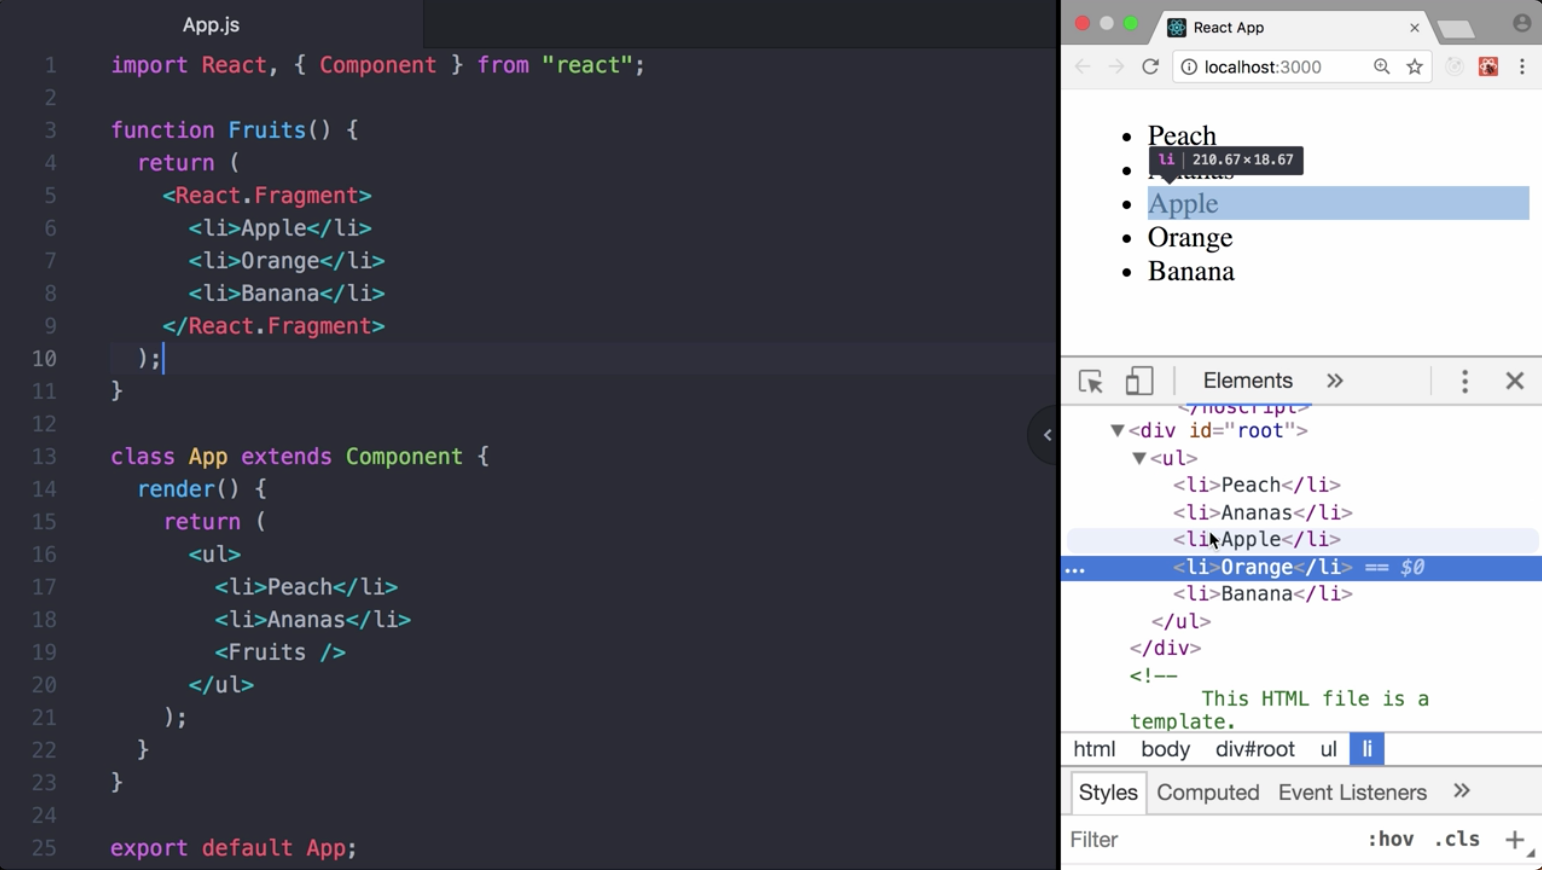 App.js
1 import React, { Component } from "react";
2
3 function Fruits() {
4 return (
5 <React.Fragment>
6 <li>Apple</li>
7 <li>Orange</li>
8 <li>Banana</li>
9 </React.Fragment>
10 );
11 }
12
13 class App extends Component {
14 render() {
15 return (
16 <ul>
17 <li>Peach</li>
18 <li>Ananas</li>
19 <Fruits />
20 </ul>
21 );
22 }
23 }
24
25 export default App;
React App
localhost:3000
Peach
li 210.67×18.67
Ananas
Apple
Orange
Banana
Elements
</noscript>
▼<div id="root">
▼<ul>
<li>Peach</li>
<li>Ananas</li>
<li>Apple</li>
... <li>Orange</li> == $0
<li>Banana</li>
</ul>
</div>
<!--
This HTML file is a
template.
html body div#root ul li
Styles Computed Event Listeners »
Filter :hov .cls +